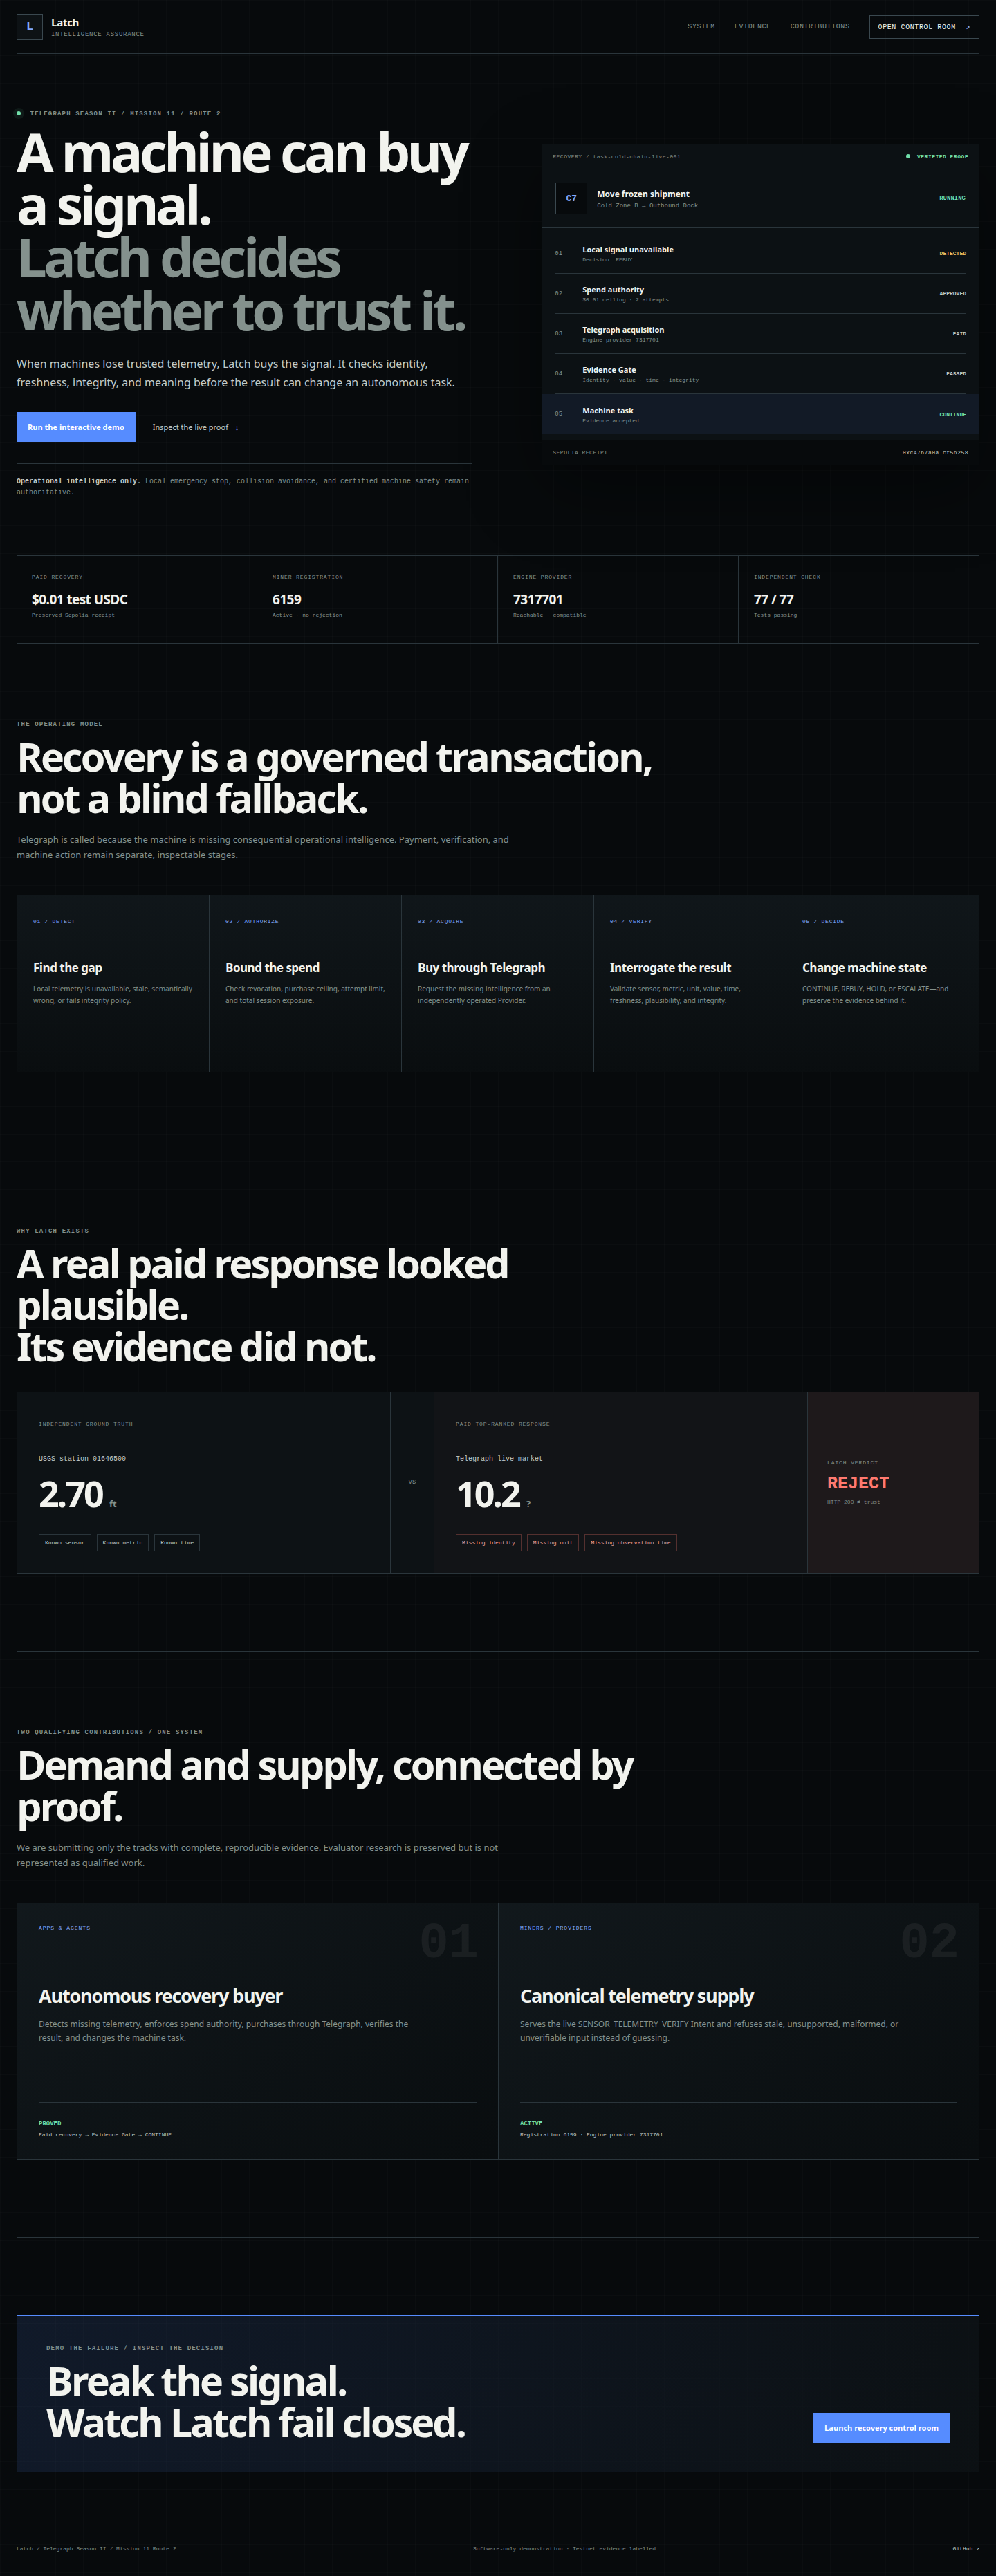 L
Latch
INTELLIGENCE ASSURANCE
SYSTEM
EVIDENCE
CONTRIBUTIONS
OPEN CONTROL ROOM ↗
TELEGRAPH SEASON II / MISSION 11 / ROUTE 2
A machine can buy
a signal.
Latch decides
whether to trust it.
When machines lose trusted telemetry, Latch buys the signal. It checks identity,
freshness, integrity, and meaning before the result can change an autonomous task.
Run the interactive demo
Inspect the live proof ↓
Operational intelligence only. Local emergency stop, collision avoidance, and certified machine safety remain
authoritative.
RECOVERY / task-cold-chain-live-001
VERIFIED PROOF
C7
Move frozen shipment
Cold Zone B → Outbound Dock
RUNNING
01
Local signal unavailable
Decision: REBUY
DETECTED
02
Spend authority
$0.01 ceiling · 2 attempts
APPROVED
03
Telegraph acquisition
Engine provider 7317701
PAID
04
Evidence Gate
Identity · value · time · integrity
PASSED
05
Machine task
Evidence accepted
CONTINUE
SEPOLIA RECEIPT
0xc4767a0a…cf56258
PAID RECOVERY
$0.01 test USDC
Preserved Sepolia receipt
MINER REGISTRATION
6159
Active · no rejection
ENGINE PROVIDER
7317701
Reachable · compatible
INDEPENDENT CHECK
77 / 77
Tests passing
THE OPERATING MODEL
Recovery is a governed transaction,
not a blind fallback.
Telegraph is called because the machine is missing consequential operational intelligence. Payment, verification, and
machine action remain separate, inspectable stages.
01 / DETECT
Find the gap
Local telemetry is unavailable, stale, semantically
wrong, or fails integrity policy.
02 / AUTHORIZE
Bound the spend
Check revocation, purchase ceiling, attempt limit,
and total session exposure.
03 / ACQUIRE
Buy through Telegraph
Request the missing intelligence from an
independently operated Provider.
04 / VERIFY
Interrogate the result
Validate sensor, metric, unit, value, time,
freshness, plausibility, and integrity.
05 / DECIDE
Change machine state
CONTINUE, REBUY, HOLD, or ESCALATE—and
preserve the evidence behind it.
WHY LATCH EXISTS
A real paid response looked
plausible.
Its evidence did not.
INDEPENDENT GROUND TRUTH
USGS station 01646500
2.70 ft
Known sensor
Known metric
Known time
VS
PAID TOP-RANKED RESPONSE
Telegraph live market
10.2 ?
Missing identity
Missing unit
Missing observation time
LATCH VERDICT
REJECT
HTTP 200 ≠ trust
TWO QUALIFYING CONTRIBUTIONS / ONE SYSTEM
Demand and supply, connected by
proof.
We are submitting only the tracks with complete, reproducible evidence. Evaluator research is preserved but is not
represented as qualified work.
APPS & AGENTS
01
Autonomous recovery buyer
Detects missing telemetry, enforces spend authority, purchases through Telegraph, verifies the
result, and changes the machine task.
PROVED
Paid recovery → Evidence Gate → CONTINUE
MINERS / PROVIDERS
02
Canonical telemetry supply
Serves the live SENSOR_TELEMETRY_VERIFY Intent and refuses stale, unsupported, malformed, or
unverifiable input instead of guessing.
ACTIVE
Registration 6159 · Engine provider 7317701
DEMO THE FAILURE / INSPECT THE DECISION
Break the signal.
Watch Latch fail closed.
Launch recovery control room
Latch / Telegraph Season II / Mission 11 Route 2
Software-only demonstration · Testnet evidence labelled
GitHub ↗